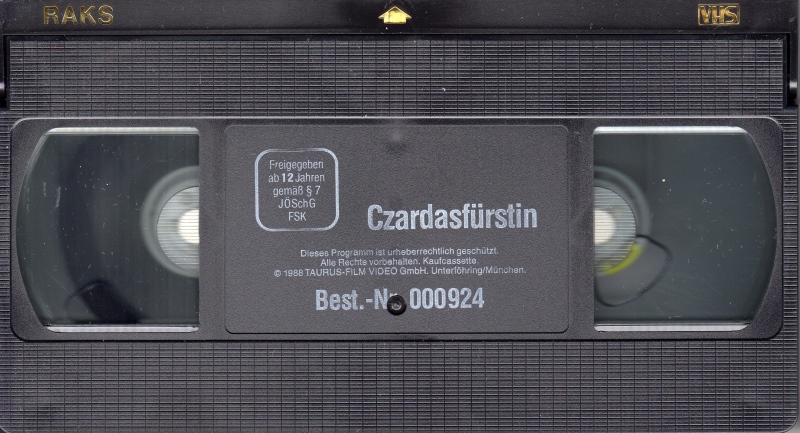 RAKS
VHS
Freigegeben
ab 12 Jahren
gemäß § 7
JÖSchG
FSK
Czardasfürstin
Dieses Programm ist urheberrechtlich geschützt.
Alle Rechte vorbehalten. Kaufcassette.
© 1988 TAURUS-FILM VIDEO GmbH. Unterföhring/München.
Best.-Nr. 000924